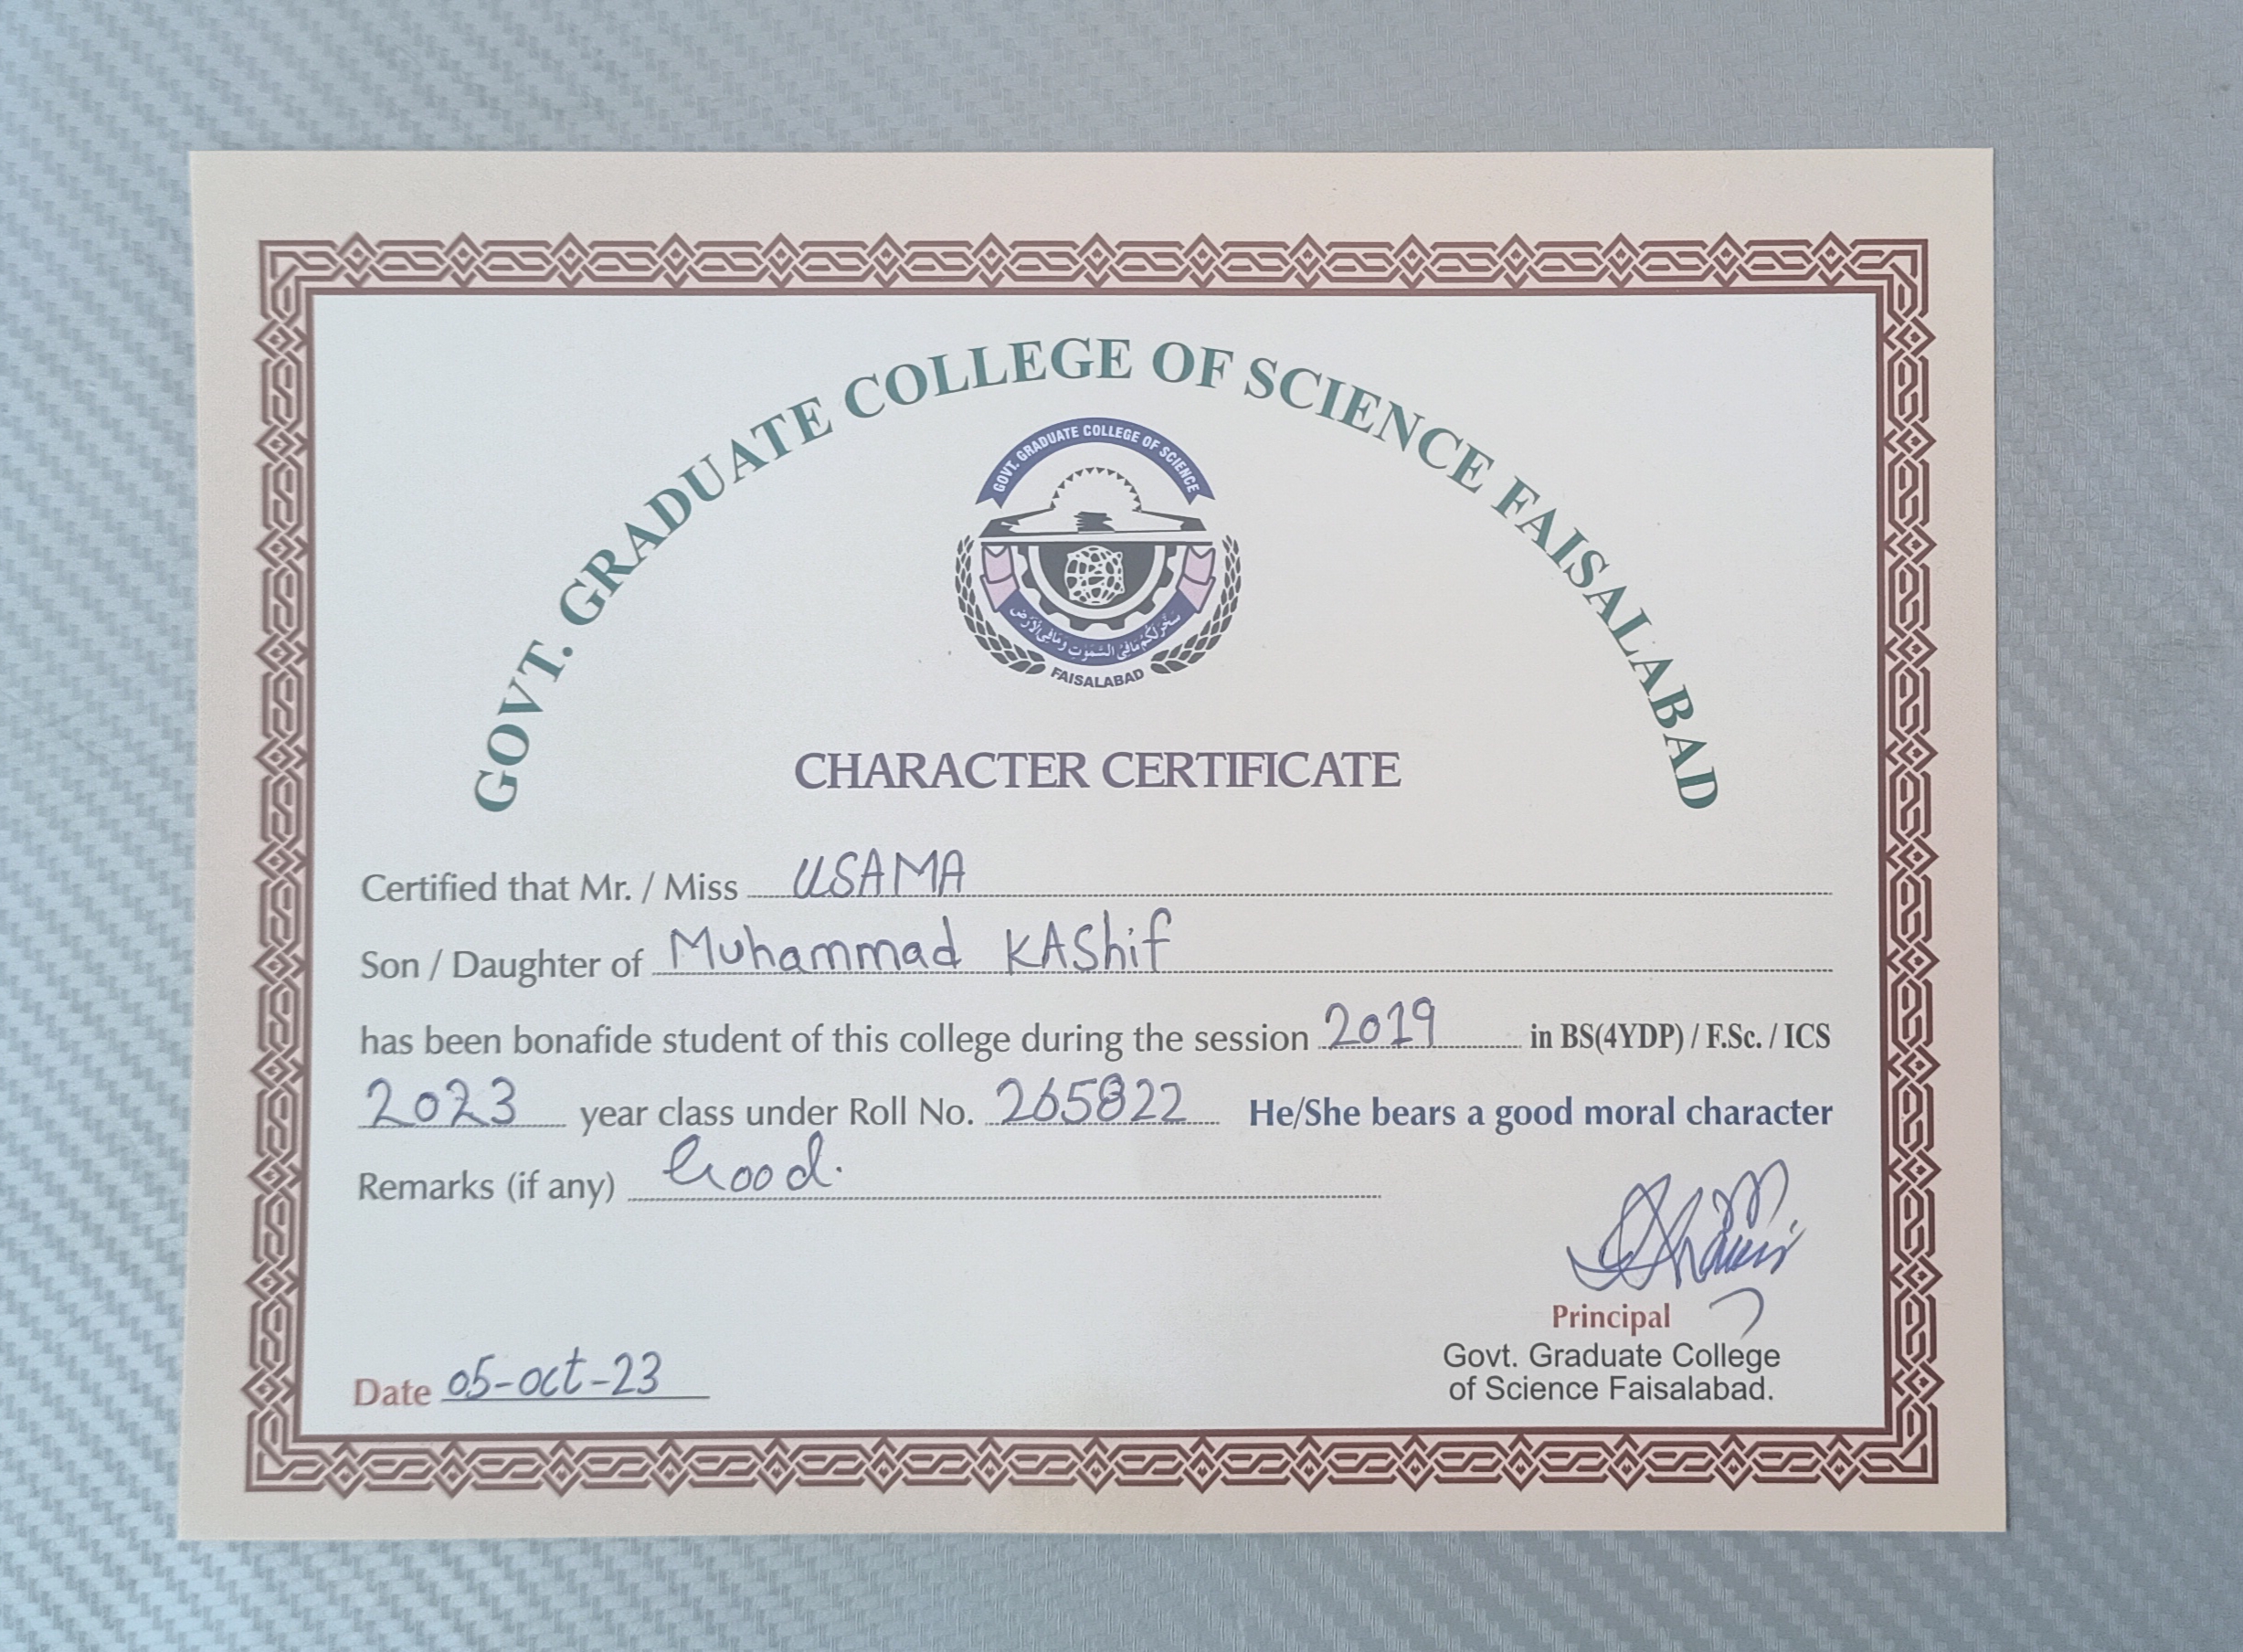 GOVT. GRADUATE COLLEGE OF SCIENCE FAISALABAD
GOVT. GRADUATE COLLEGE OF SCIENCE
سَخَّرَ لَكُمْ مَا فِي السَّمٰوٰتِ وَمَا فِي الْاَرْضِ
FAISALABAD
CHARACTER CERTIFICATE
Certified that Mr. / Miss USAMA
Son / Daughter of Muhammad KAShif
has been bonafide student of this college during the session 2019 in BS(4YDP) / F.Sc. / ICS
2023 year class under Roll No. 265822 He/She bears a good moral character
Remarks (if any) Good.
Principal
Govt. Graduate College
of Science Faisalabad.
Date 05-oct-23